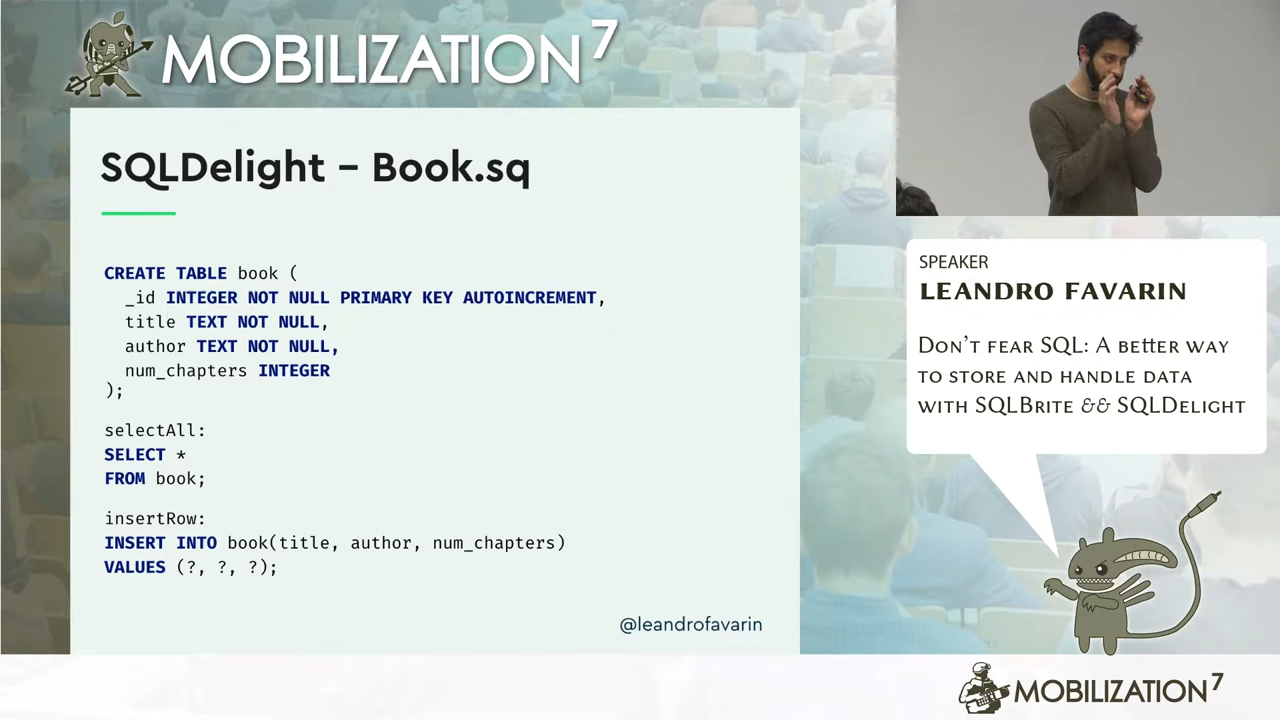 MOBILIZATION7
SQLDelight – Book.sq
CREATE TABLE book (
  _id INTEGER NOT NULL PRIMARY KEY AUTOINCREMENT,
  title TEXT NOT NULL,
  author TEXT NOT NULL,
  num_chapters INTEGER
);
selectAll:
SELECT *
FROM book;
insertRow:
INSERT INTO book(title, author, num_chapters)
VALUES (?, ?, ?);
@leandrofavarin
SPEAKER
LEANDRO FAVARIN
DON'T FEAR SQL: A BETTER WAY
TO STORE AND HANDLE DATA
WITH SQLBRITE && SQLDELIGHT
MOBILIZATION7